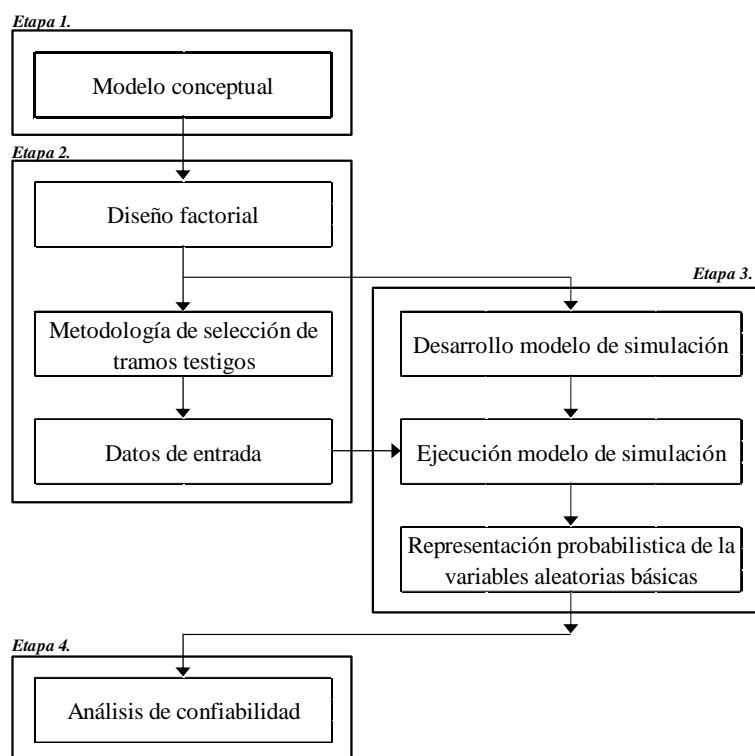 Etapa 1.
Modelo conceptual
Etapa 2.
Diseño factorial
Metodología de selección de
tramos testigos
Datos de entrada
Etapa 3.
Desarrollo modelo de simulación
Ejecución modelo de simulación
Representación probabilistica de la
variables aleatorias básicas
Etapa 4.
Análisis de confiabilidad